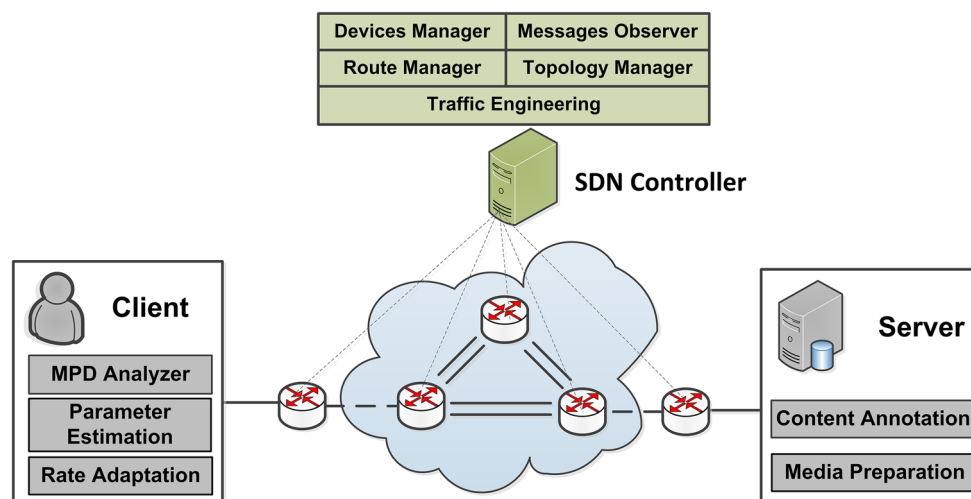 Devices Manager
Messages Observer
Route Manager
Topology Manager
Traffic Engineering
SDN Controller
Client
MPD Analyzer
Parameter
Estimation
Rate Adaptation
Server
Content Annotation
Media Preparation